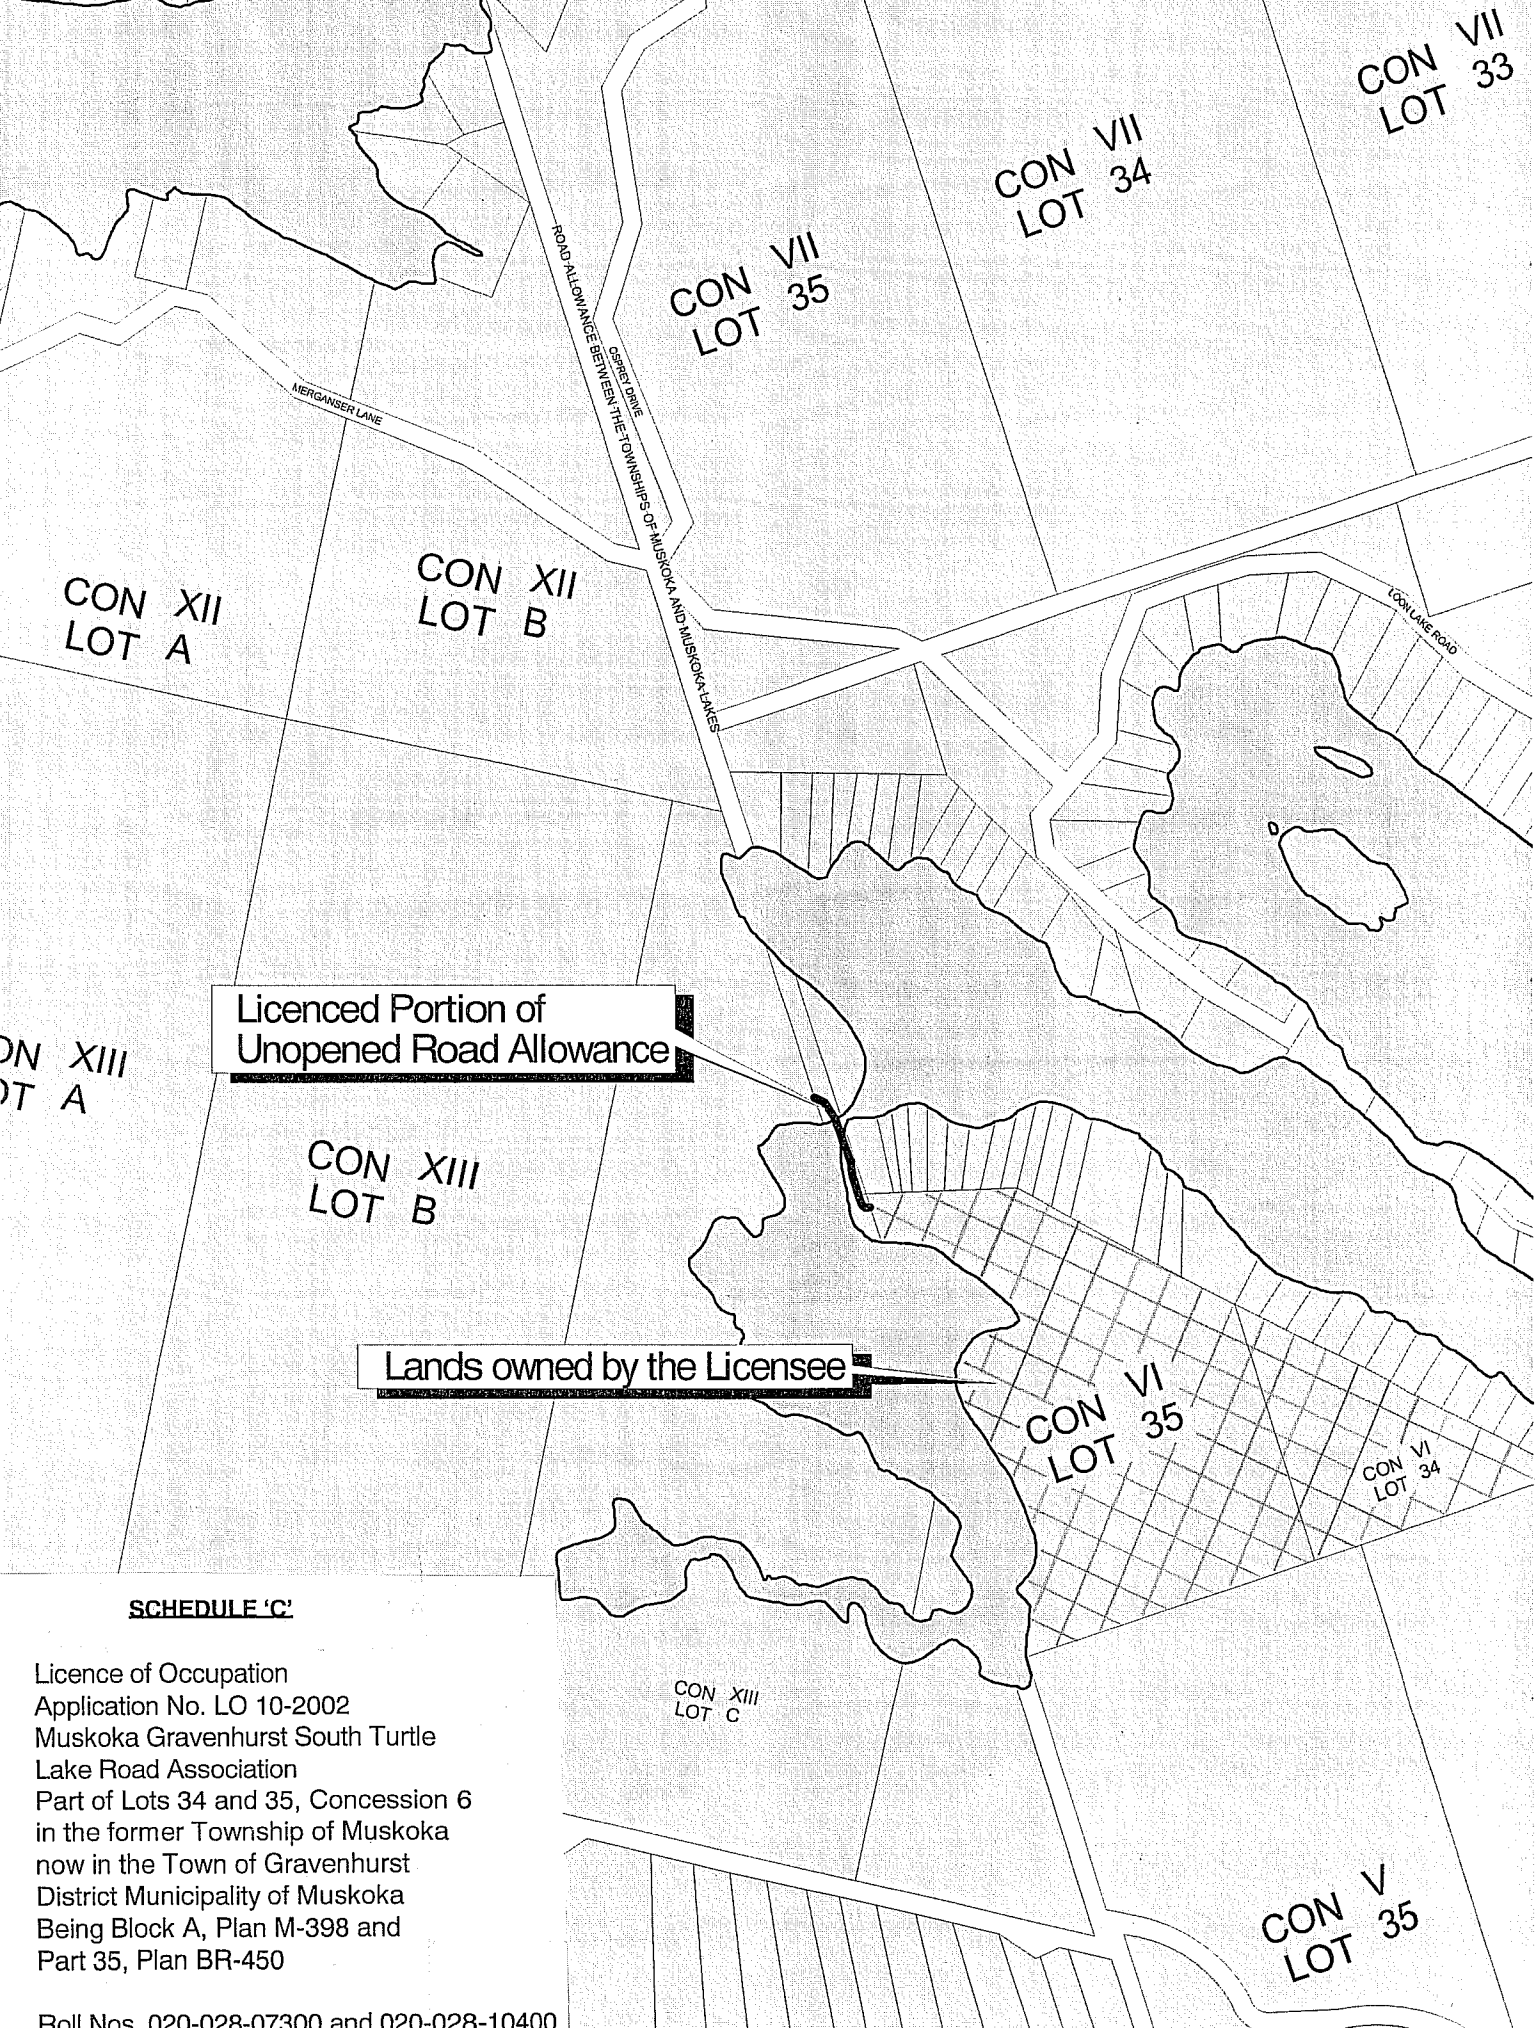 CON VII
LOT 33
CON VII
LOT 34
CON VII
LOT 35
ROAD ALLOWANCE BETWEEN THE TOWNSHIPS OF MUSKOKA AND MUSKOKA LAKES
OSPREY DRIVE
MERGANSER LANE
CON XII
LOT A
CON XII
LOT B
LOON LAKE ROAD
Licenced Portion of
Unopened Road Allowance
ON XIII
OT A
CON XIII
LOT B
Lands owned by the Licensee
CON VI
LOT 35
CON VI
LOT 34
SCHEDULE 'C'
Licence of Occupation
Application No. LO 10-2002
Muskoka Gravenhurst South Turtle
Lake Road Association
Part of Lots 34 and 35, Concession 6
in the former Township of Muskoka
now in the Town of Gravenhurst
District Municipality of Muskoka
Being Block A, Plan M-398 and
Part 35, Plan BR-450
Roll Nos. 020-028-07300 and 020-028-10400
CON XIII
LOT C
CON V
LOT 35